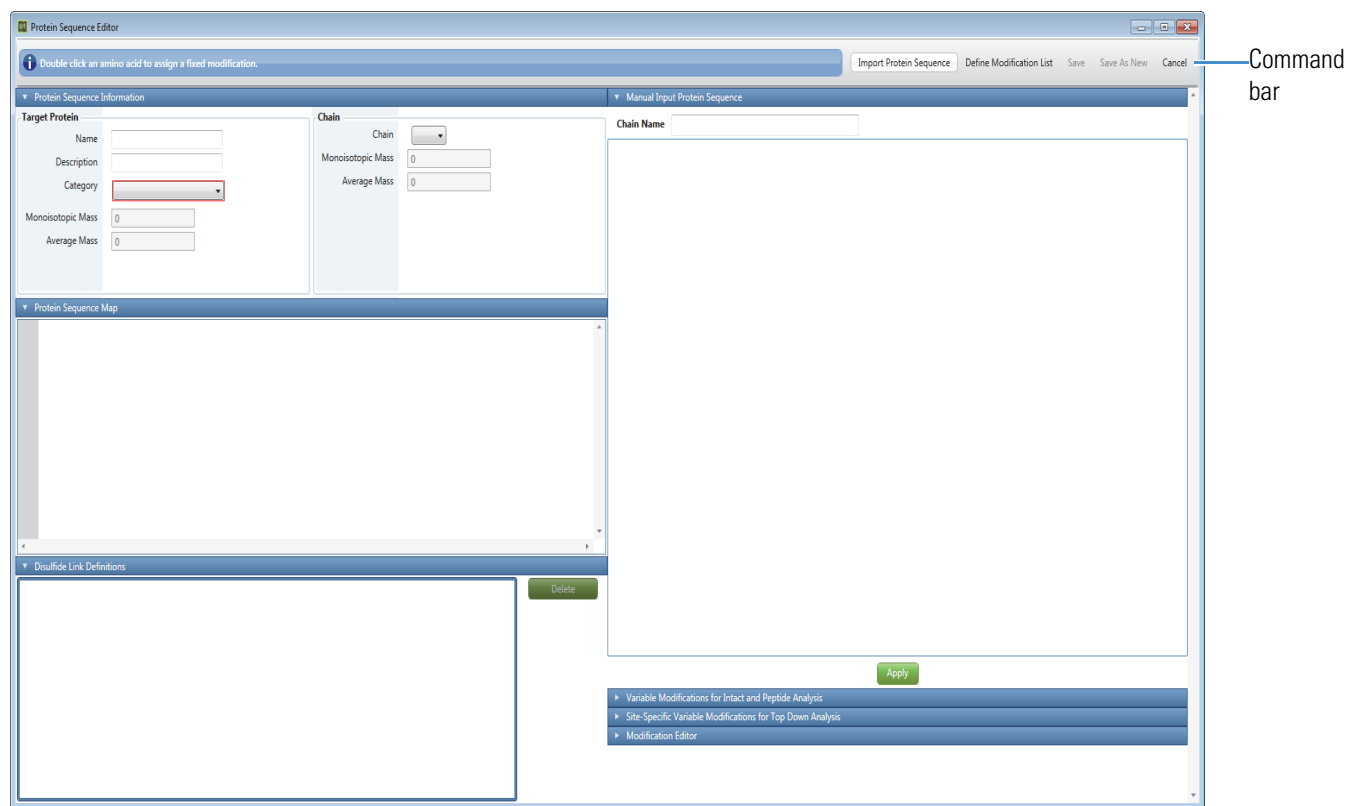 Protein Sequence Editor
Double click an amino acid to assign a fixed modification.
Import Protein Sequence Define Modification List Save Save As New Cancel
Command
bar
Protein Sequence Information
Target Protein
Name
Description
Category
Monoisotopic Mass 0
Average Mass 0
Chain
Chain
Monoisotopic Mass 0
Average Mass 0
Protein Sequence Map
Disulfide Link Definitions
Delete
Manual Input Protein Sequence
Chain Name
Apply
Variable Modifications for Intact and Peptide Analysis
Site-Specific Variable Modifications for Top Down Analysis
Modification Editor